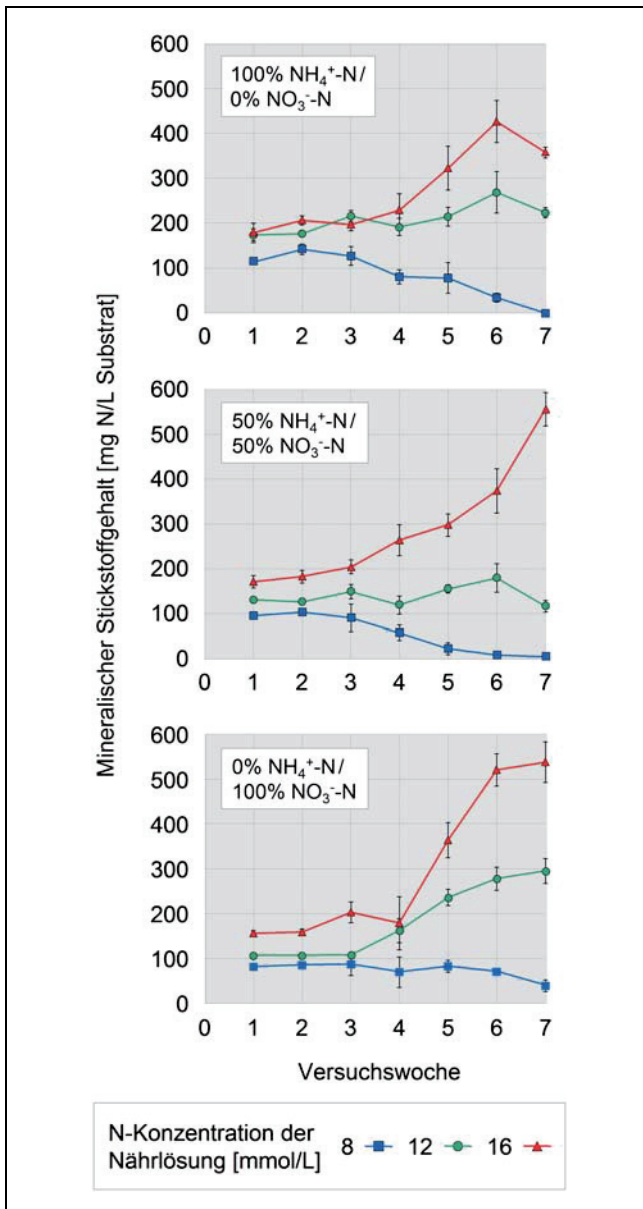 Mineralischer Stickstoffgehalt [mg N/L Substrat]
600
500
400
300
200
100
0
100% NH₄⁺-N/
0% NO₃⁻-N
0 1 2 3 4 5 6 7
600
500
400
300
200
100
0
50% NH₄⁺-N/
50% NO₃⁻-N
0 1 2 3 4 5 6 7
600
500
400
300
200
100
0
0% NH₄⁺-N/
100% NO₃⁻-N
0 1 2 3 4 5 6 7
Versuchswoche
N-Konzentration der
Nährlösung [mmol/L]
8 12 16